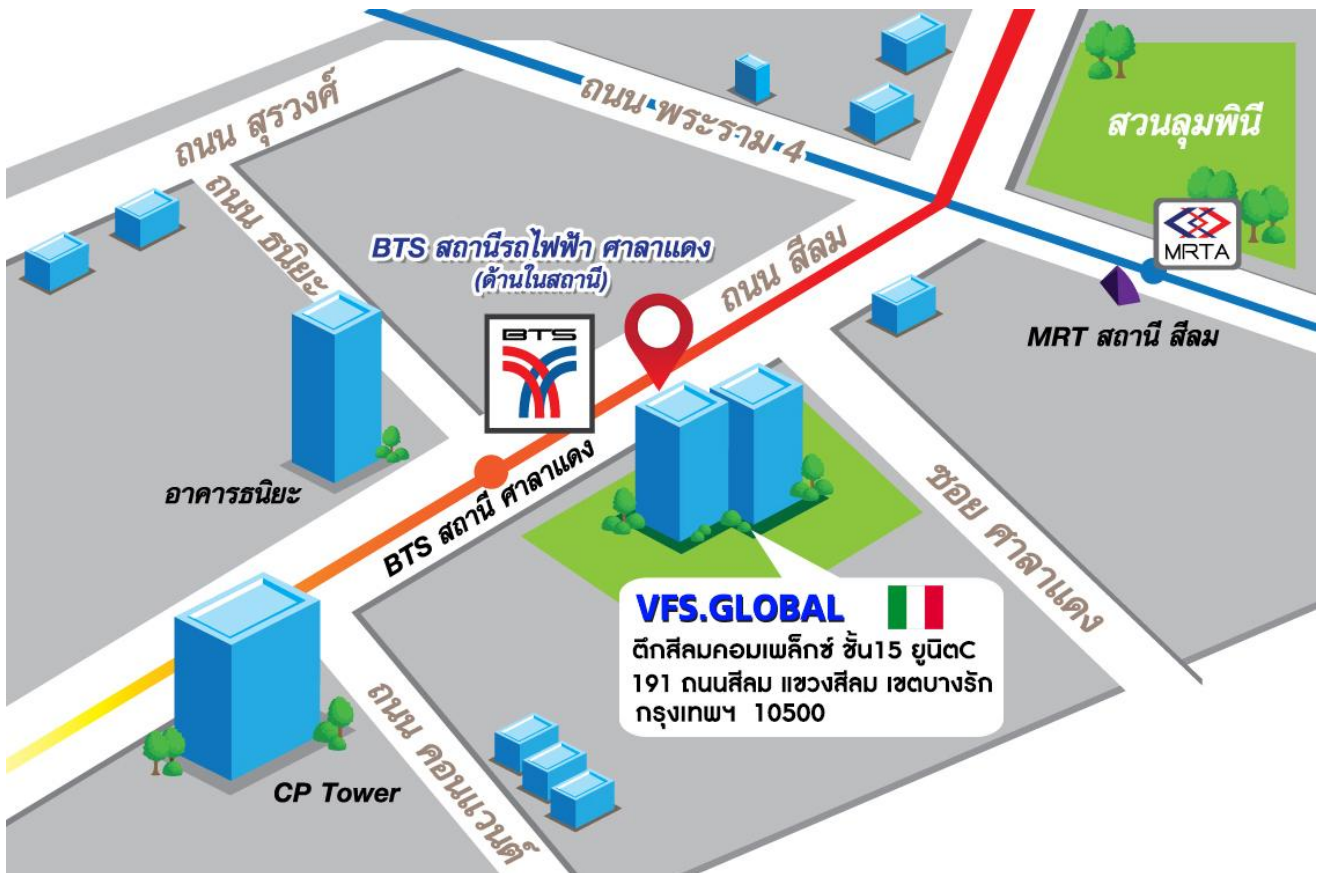 ถนน สุรวงศ์
ถนน พระราม 4
สวนลุมพินี
ถนน ธนิยะ
BTS สถานีรถไฟฟ้า ศาลาแดง
(ด้านในสถานี)
ถนน สีลม
MRTA
BTS
MRT สถานี สีลม
อาคารธนิยะ
BTS สถานี ศาลาแดง
ซอย ศาลาแดง
VFS.GLOBAL
ตึกสีลมคอมเพล็กซ์ ชั้น15 ยูนิตC
191 ถนนสีลม แขวงสีลม เขตบางรัก
กรุงเทพฯ 10500
CP Tower
ถนน คอนแวนต์